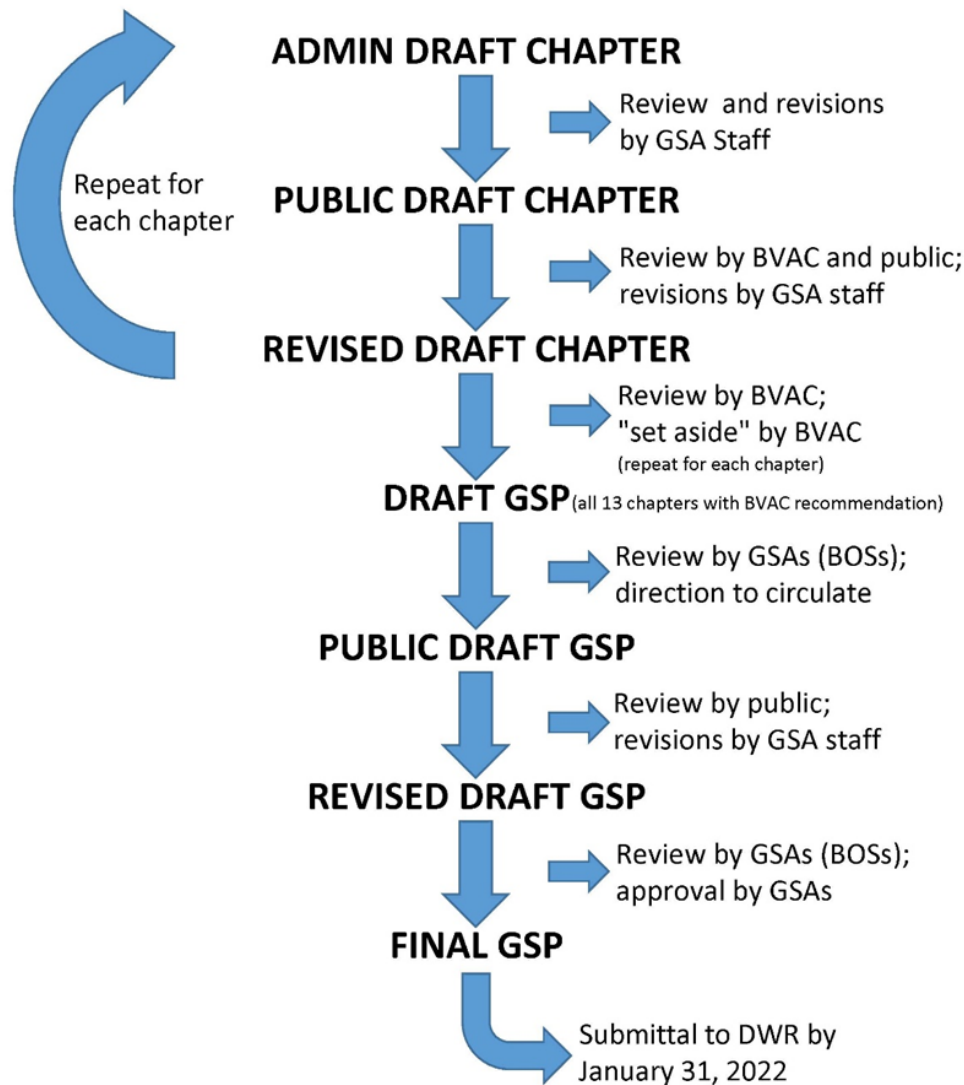 ADMIN DRAFT CHAPTER
Review and revisions
by GSA Staff
Repeat for
each chapter
PUBLIC DRAFT CHAPTER
Review by BVAC and public;
revisions by GSA staff
REVISED DRAFT CHAPTER
Review by BVAC;
"set aside" by BVAC
(repeat for each chapter)
DRAFT GSP (all 13 chapters with BVAC recommendation)
Review by GSAs (BOSs);
direction to circulate
PUBLIC DRAFT GSP
Review by public;
revisions by GSA staff
REVISED DRAFT GSP
Review by GSAs (BOSs);
approval by GSAs
FINAL GSP
Submittal to DWR by
January 31, 2022